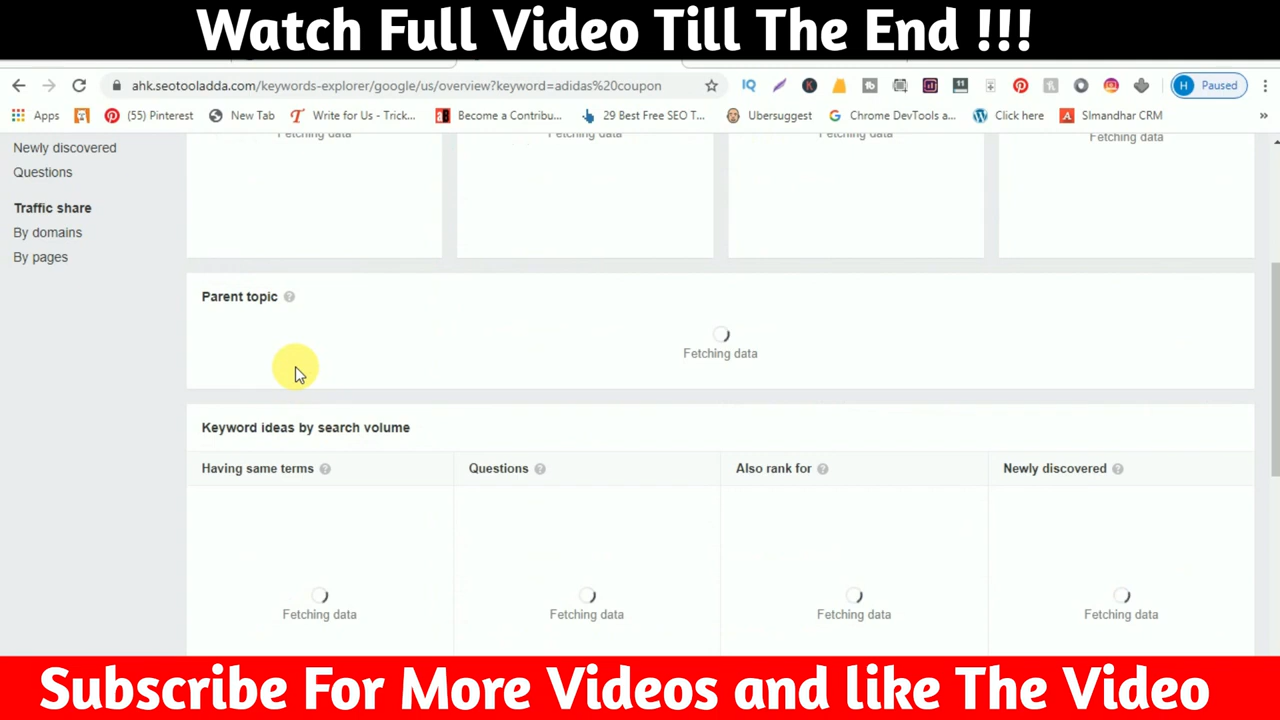 Watch Full Video Till The End !!!
ahk.seotooladda.com/keywords-explorer/google/us/overview?keyword=adidas%20coupon
H Paused
Apps
(55) Pinterest
New Tab
Write for Us - Trick...
Become a Contribu...
29 Best Free SEO T...
Ubersuggest
Chrome DevTools a...
Click here
SImandhar CRM
»
Newly discovered
Questions
Traffic share
By domains
By pages
Fetching data
Fetching data
Fetching data
Fetching data
Parent topic ?
Fetching data
Keyword ideas by search volume
Having same terms ?
Questions ?
Also rank for ?
Newly discovered ?
Fetching data
Fetching data
Fetching data
Fetching data
Subscribe For More Videos and like The Video